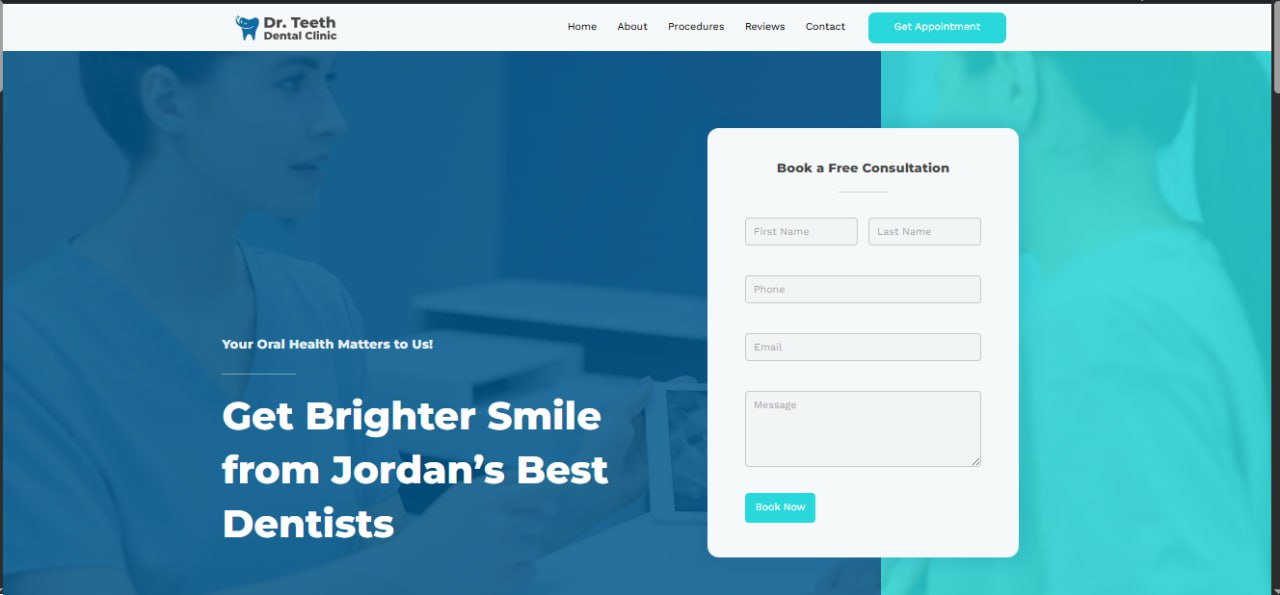 Dr. Teeth
Dental Clinic
Home About Procedures Reviews Contact Get Appointment
Your Oral Health Matters to Us!
Get Brighter Smile
from Jordan’s Best
Dentists
Book a Free Consultation
First Name Last Name
Phone
Email
Message
Book Now